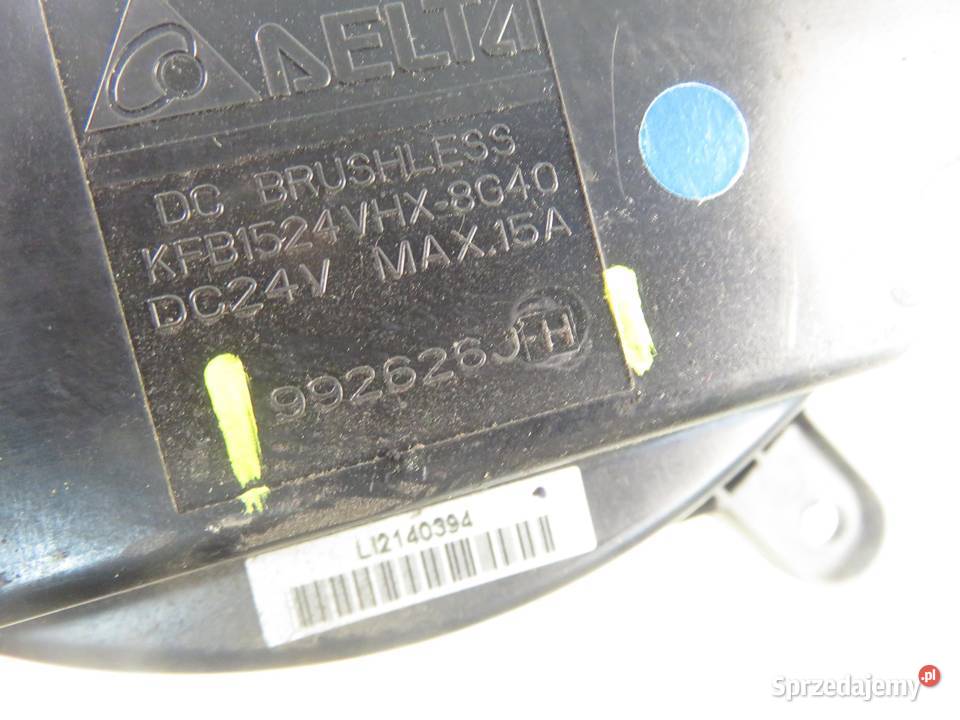 DELTA
DC BRUSHLESS
KFB1524VHX-8G40
DC24V MAX.15A
992626J-H
LI2140394
Sprzedajemy.pl